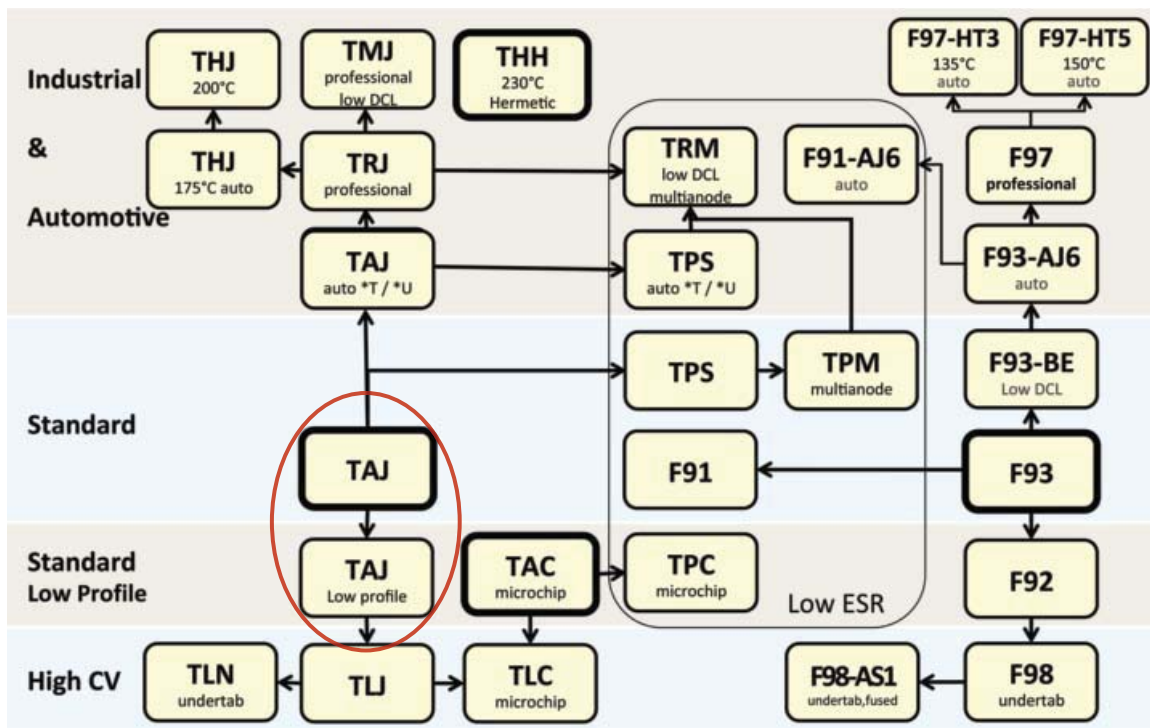 Industrial
&
Automotive
THJ
200°C
TMJ
professional
low DCL
THH
230°C
Hermetic
F97-HT3
135°C
auto
F97-HT5
150°C
auto
THJ
175°C auto
TRJ
professional
TRM
low DCL
multianode
F91-AJ6
auto
F97
professional
TAJ
auto *T / *U
TPS
auto *T / *U
F93-AJ6
auto
Standard
TPS
TPM
multianode
F93-BE
Low DCL
TAJ
F91
F93
Standard
Low Profile
TAJ
Low profile
TAC
microchip
TPC
microchip
Low ESR
F92
High CV
TLN
undertab
TLJ
TLC
microchip
F98-AS1
undertab,fused
F98
undertab